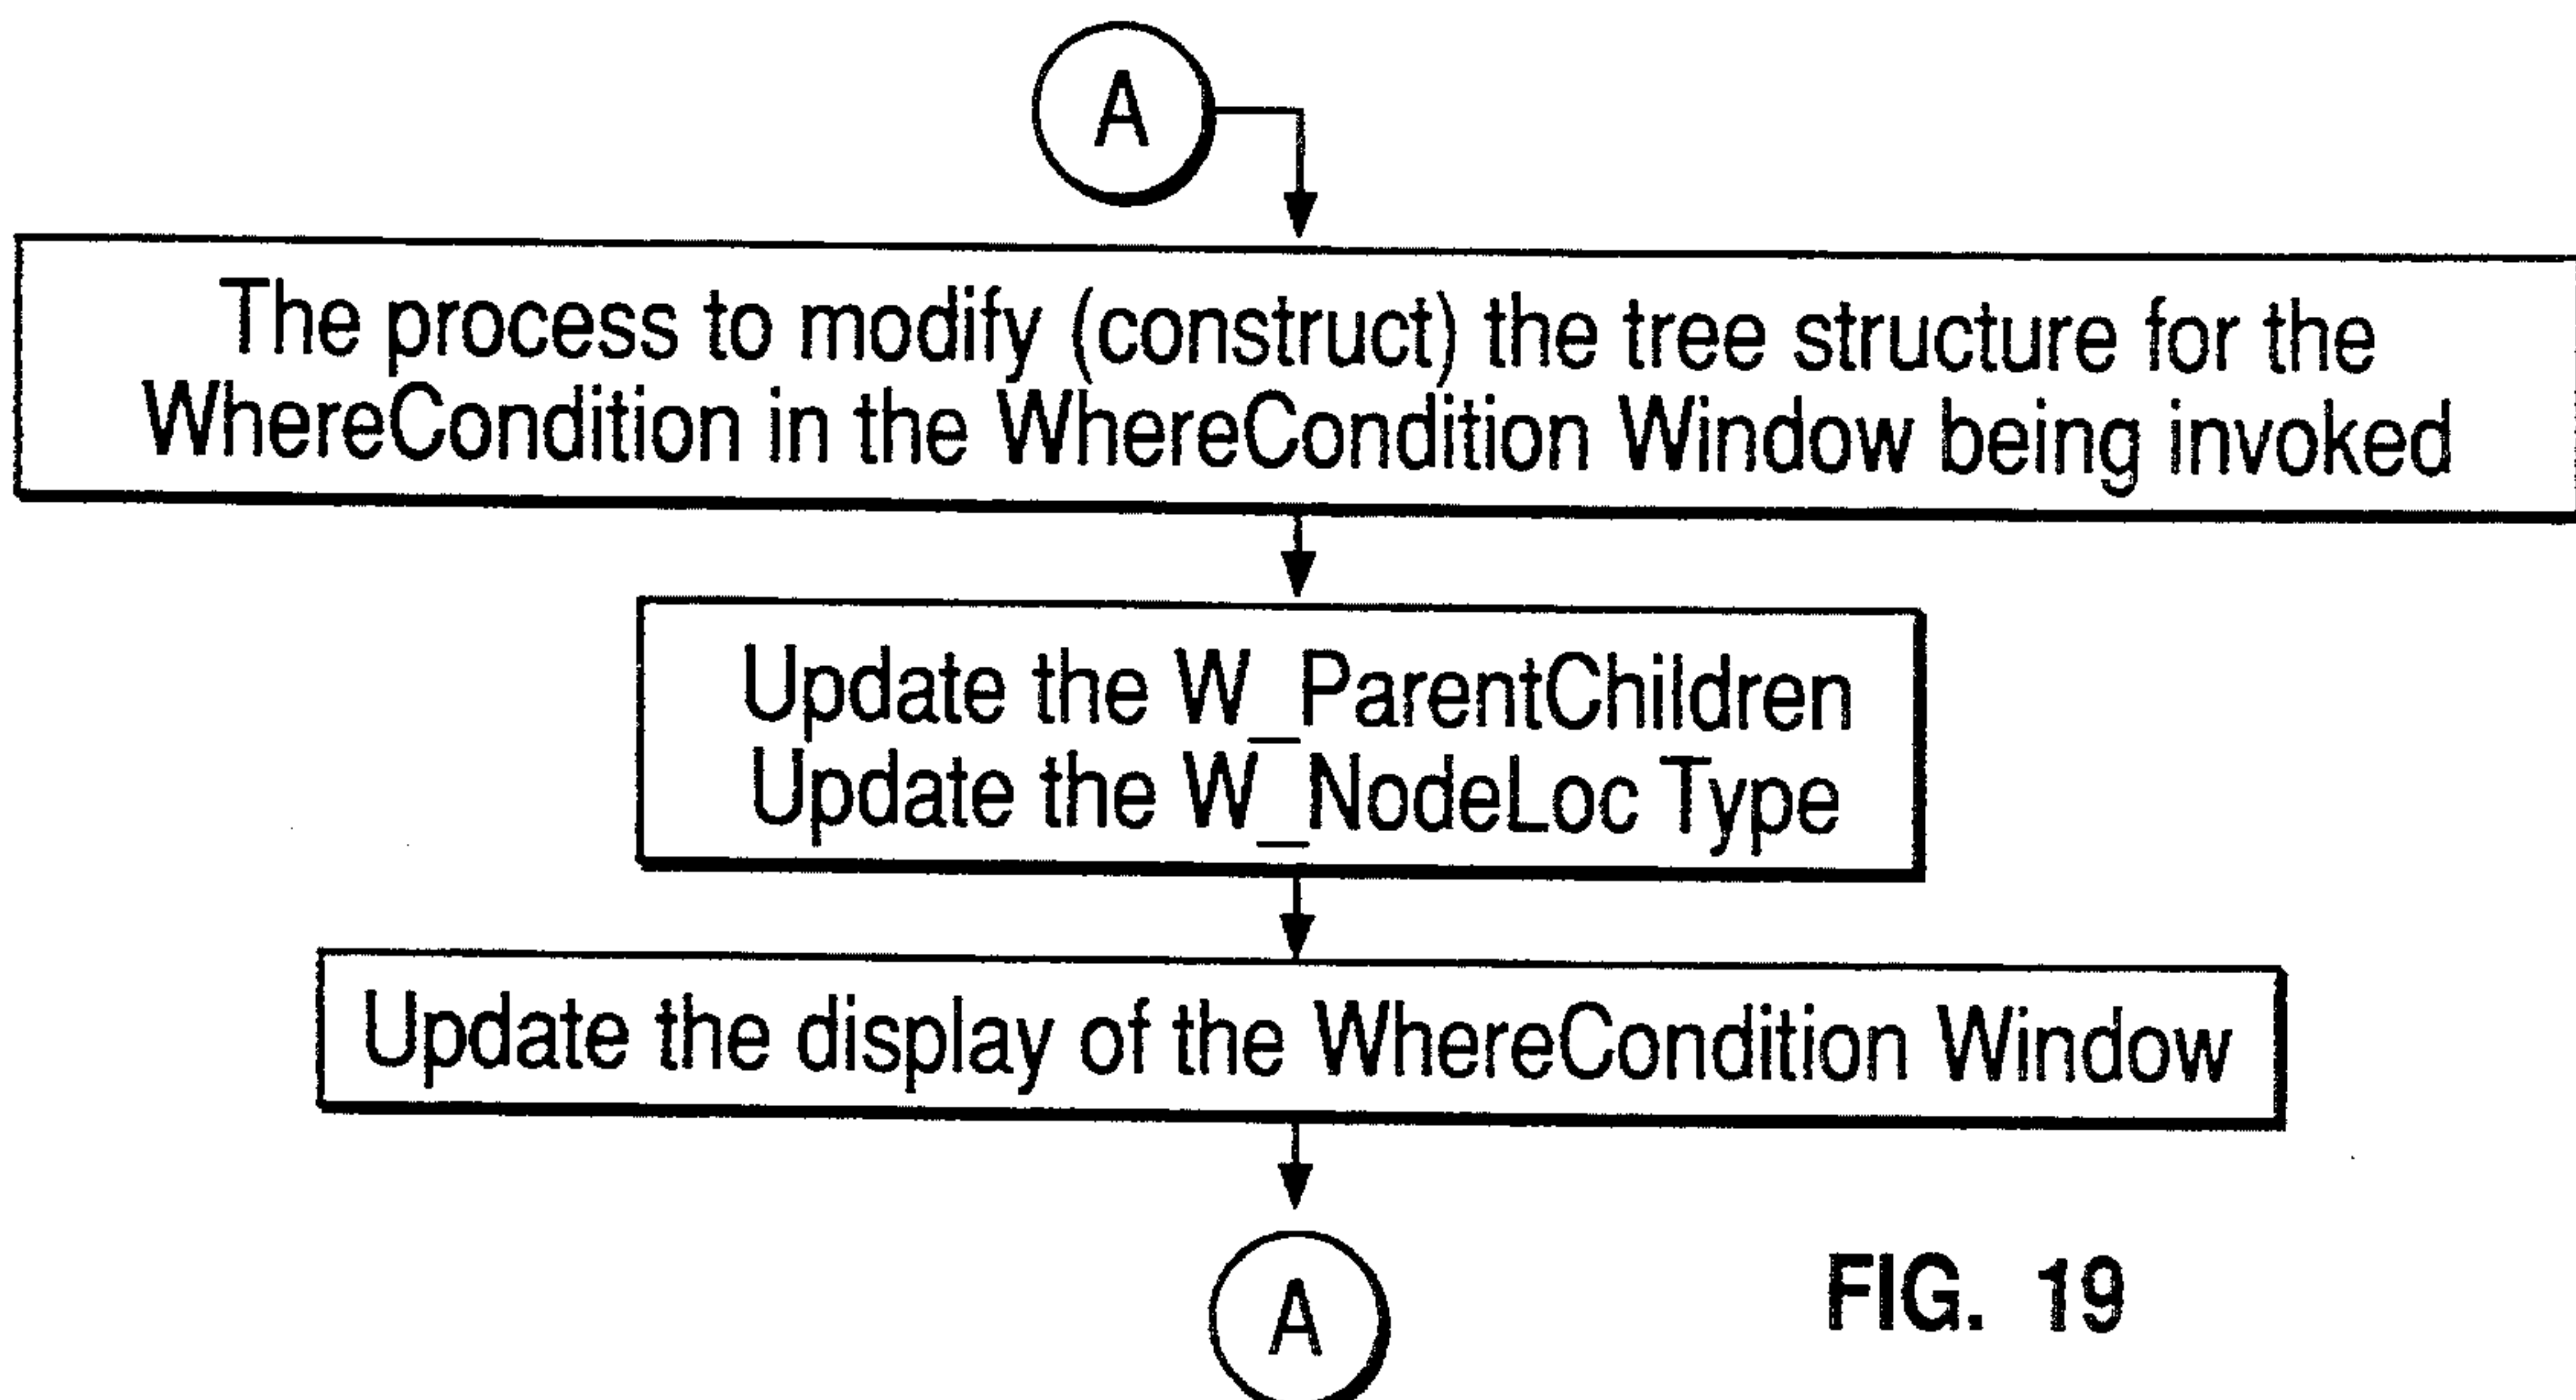 A
The process to modify (construct) the tree structure for the
WhereCondition in the WhereCondition Window being invoked
Update the W_ParentChildren
Update the W_NodeLoc Type
Update the display of the WhereCondition Window
A
FIG. 19